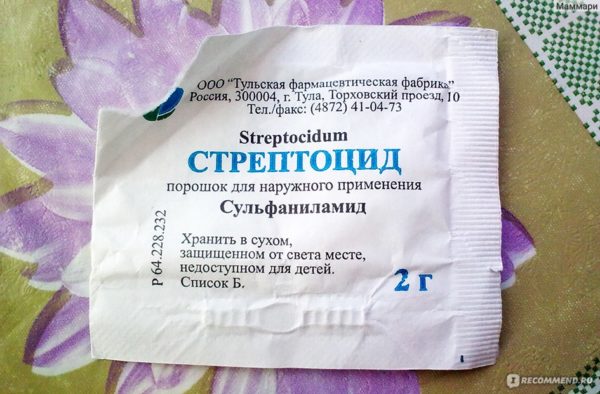 Маммари
ООО "Тульская фармацевтическая фабрика"
Россия, 300004, г. Тула, Торховский проезд, 10
Тел./факс: (4872) 41-04-73
Streptocidum
СТРЕПТОЦИД
порошок для наружного применения
Сульфаниламид
Р 64.228.232
Хранить в сухом,
защищенном от света месте,
недоступном для детей.
Список Б.
2 г
I RECOMMEND.RU